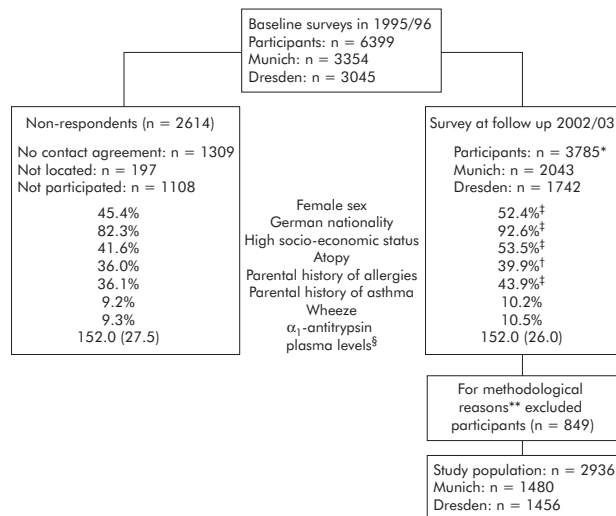 Baseline surveys in 1995/96
Participants: n = 6399
Munich: n = 3354
Dresden: n = 3045
Non-respondents (n = 2614)
No contact agreement: n = 1309
Not located: n = 197
Not participated: n = 1108
45.4%
82.3%
41.6%
36.0%
36.1%
9.2%
9.3%
152.0 (27.5)
Female sex
German nationality
High socio-economic status
Atopy
Parental history of allergies
Parental history of asthma
Wheeze
α₁-antitrypsin
plasma levels§
Survey at follow up 2002/03
Participants: n = 3785*
Munich: n = 2043
Dresden: n = 1742
52.4%‡
92.6%‡
53.5%‡
39.9%†
43.9%‡
10.2%
10.5%
152.0 (26.0)
For methodological
reasons** excluded
participants (n = 849)
Study population: n = 2936
Munich: n = 1480
Dresden: n = 1456